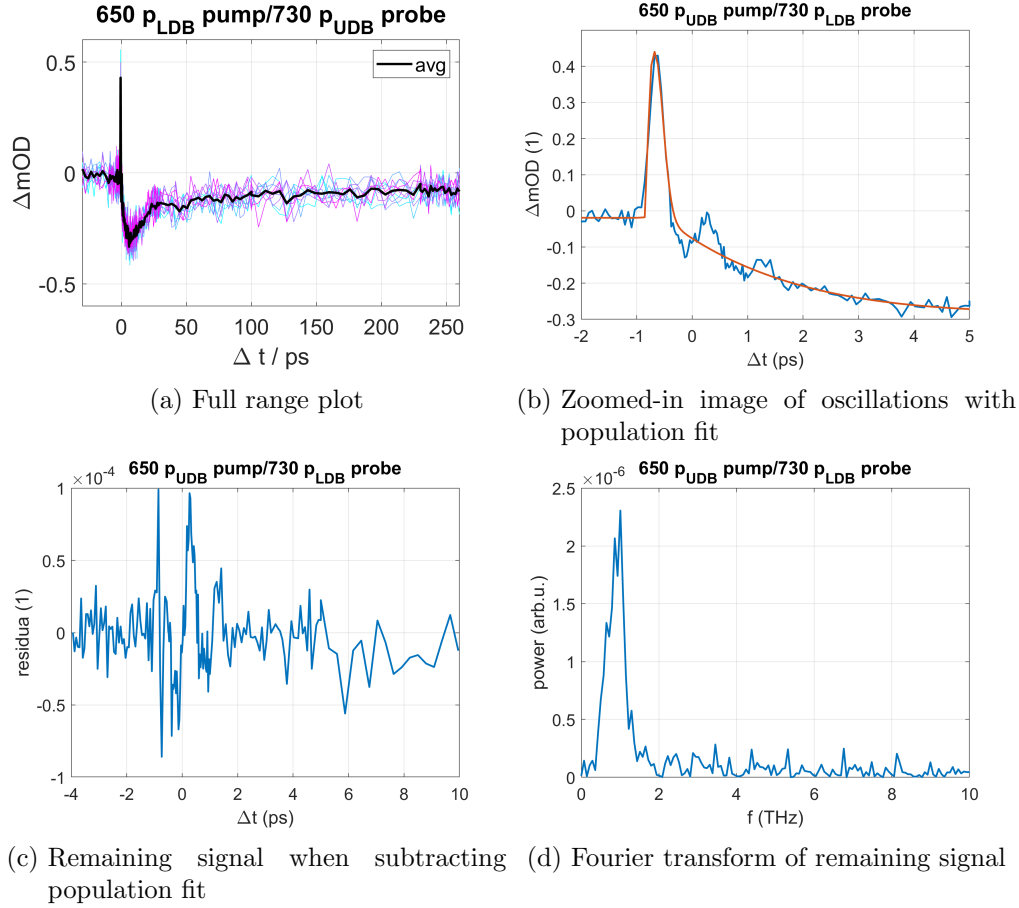 650 p_LDB pump/730 p_UDB probe
0.5
0
-0.5
ΔmOD
avg
0 50 100 150 200 250
Δ t / ps
(a) Full range plot
650 p_UDB pump/730 p_LDB probe
0.4
0.3
0.2
0.1
0
-0.1
-0.2
-0.3
ΔmOD (1)
-2 -1 0 1 2 3 4 5
Δt (ps)
(b) Zoomed-in image of oscillations with
population fit
×10^-4
650 p_UDB pump/730 p_LDB probe
1
0.5
0
-0.5
-1
residua (1)
-4 -2 0 2 4 6 8 10
Δt (ps)
(c) Remaining signal when subtracting
population fit
×10^-6
650 p_UDB pump/730 p_LDB probe
2.5
2
1.5
1
0.5
0
power (arb.u.)
0 2 4 6 8 10
f (THz)
(d) Fourier transform of remaining signal